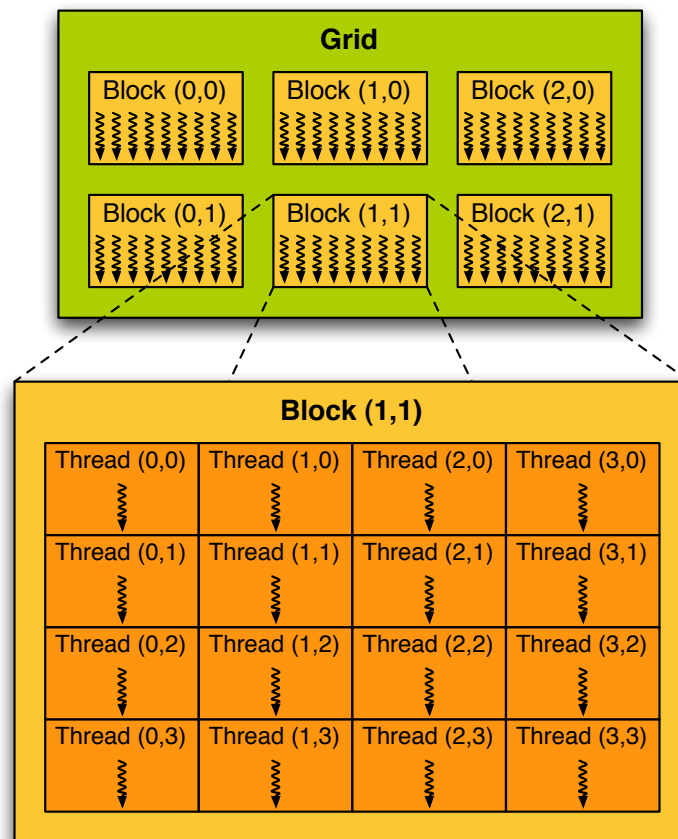 Grid
Block (0,0) Block (1,0) Block (2,0)
Block (0,1) Block (1,1) Block (2,1)
Block (1,1)
Thread (0,0) Thread (1,0) Thread (2,0) Thread (3,0)
Thread (0,1) Thread (1,1) Thread (2,1) Thread (3,1)
Thread (0,2) Thread (1,2) Thread (2,2) Thread (3,2)
Thread (0,3) Thread (1,3) Thread (2,3) Thread (3,3)